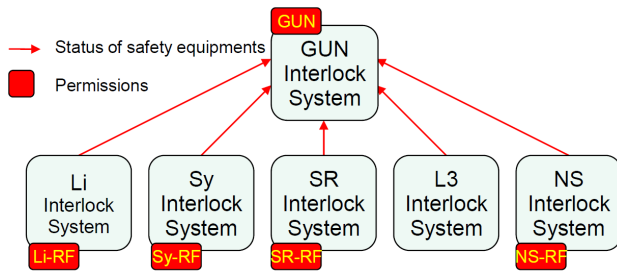 GUN
Status of safety equipments
GUN
Interlock
System
Permissions
Li
Interlock
System
Li-RF
Sy
Interlock
System
Sy-RF
SR
Interlock
System
SR-RF
L3
Interlock
System
NS
Interlock
System
NS-RF